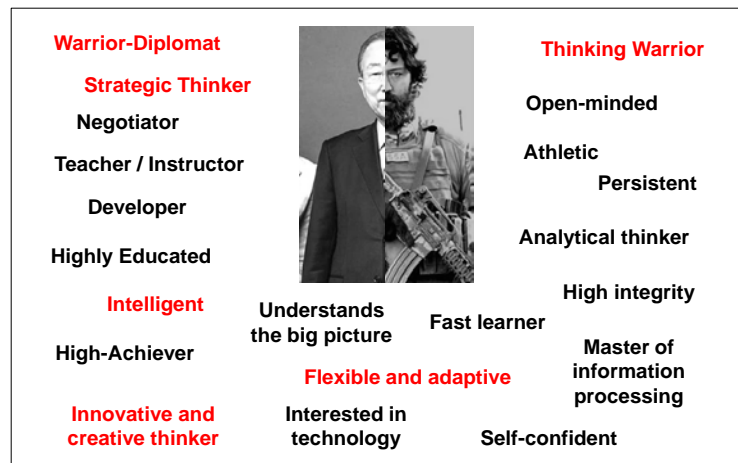 Warrior-Diplomat
Thinking Warrior
Strategic Thinker
Open-minded
Negotiator
Athletic
Teacher / Instructor
Persistent
Developer
Analytical thinker
Highly Educated
High integrity
Intelligent
Understands
the big picture
Fast learner
High-Achiever
Master of
information
processing
Flexible and adaptive
Innovative and
creative thinker
Interested in
technology
Self-confident